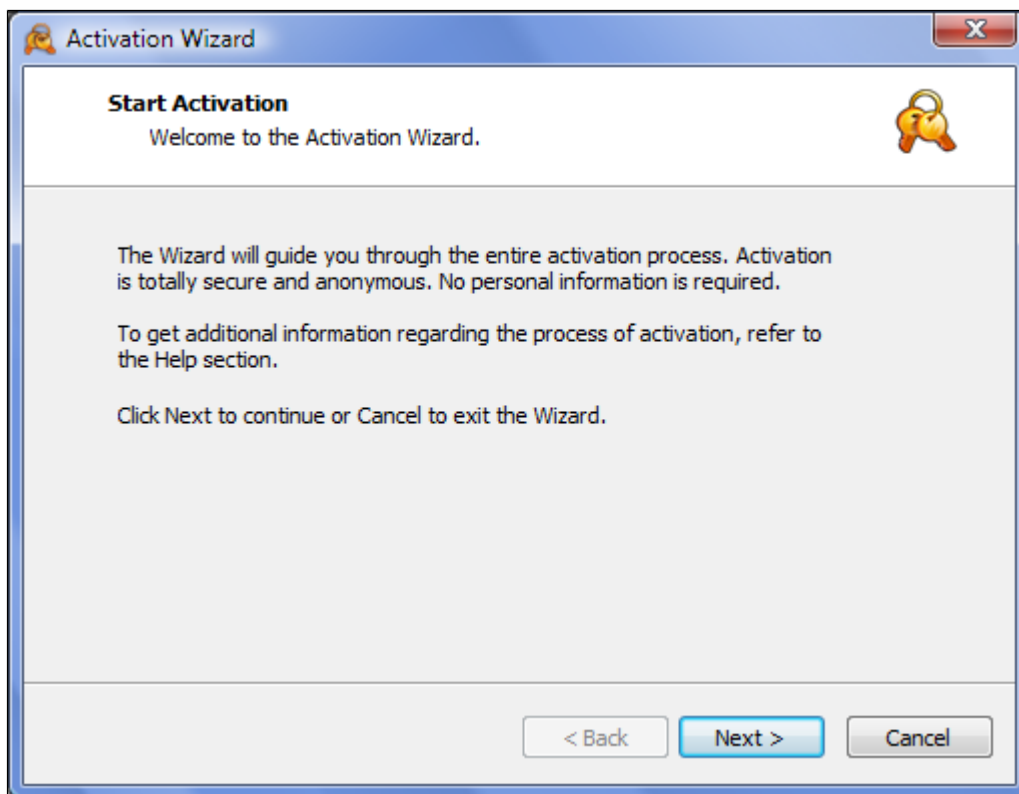 Activation Wizard
Start Activation
Welcome to the Activation Wizard.
The Wizard will guide you through the entire activation process. Activation
is totally secure and anonymous. No personal information is required.
To get additional information regarding the process of activation, refer to
the Help section.
Click Next to continue or Cancel to exit the Wizard.
< Back
Next >
Cancel